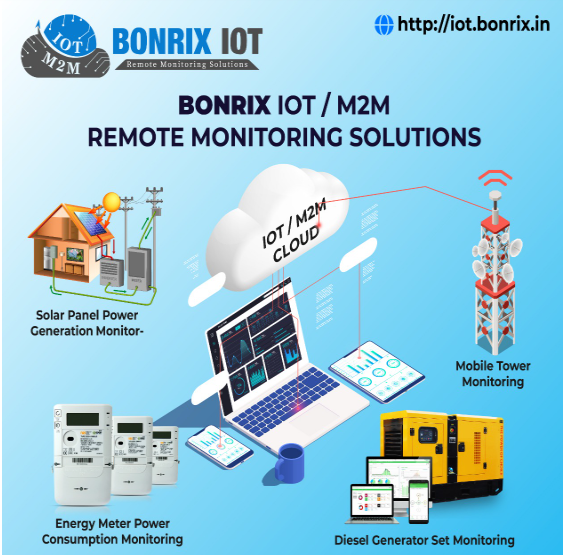 IOT
M2M
BONRIX IOT
Remote Monitoring Solutions
http://iot.bonrix.in
BONRIX IOT / M2M
REMOTE MONITORING SOLUTIONS
IOT / M2M
CLOUD
Solar Panel Power
Generation Monitor-
Mobile Tower
Monitoring
Energy Meter Power
Consumption Monitoring
Diesel Generator Set Monitoring